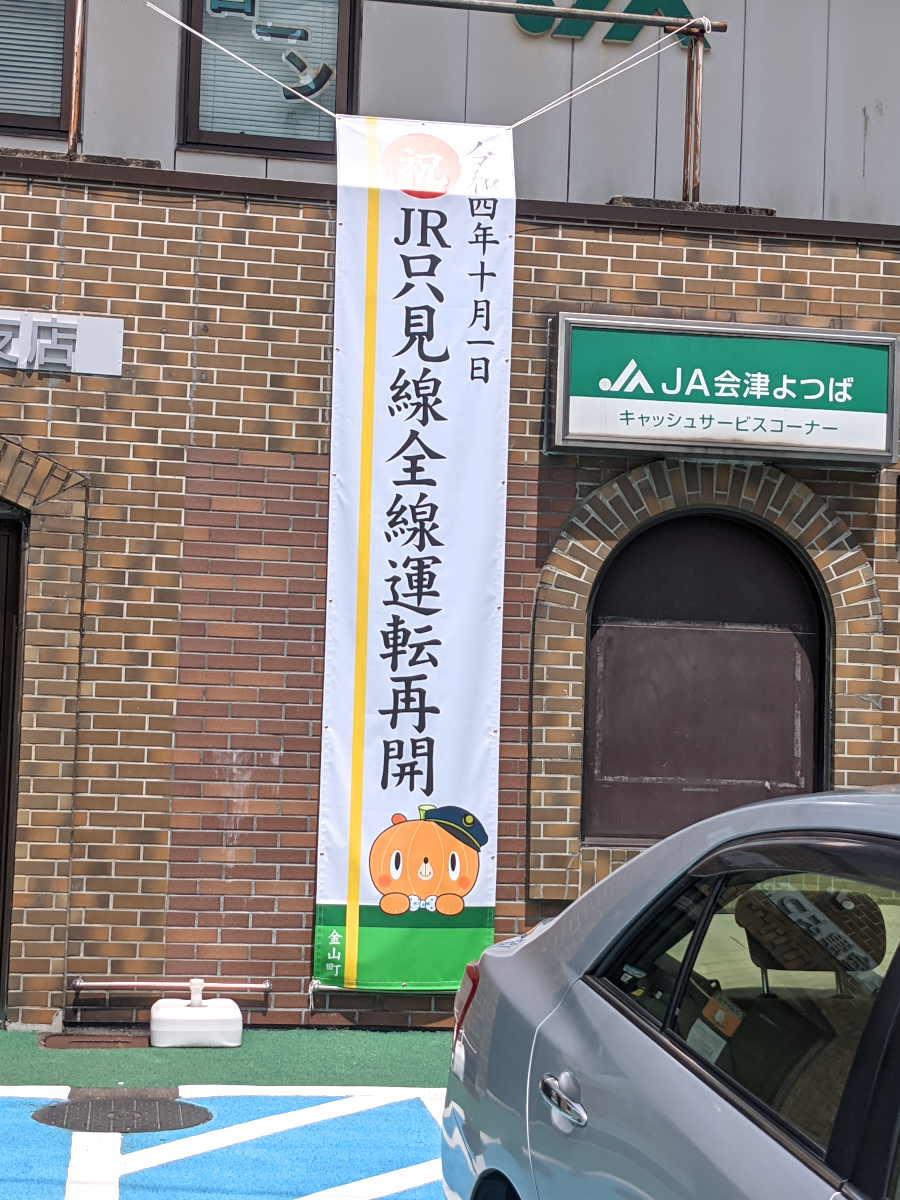 JA
令和四年十月一日
祝
JR只見線全線運転再開
金山町
支店
JA会津よつば
キャッシュサービスコーナー